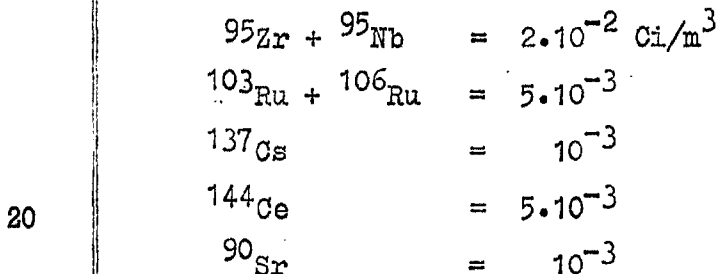 ⁹⁵Zr + ⁹⁵Nb = 2.10⁻² Ci/m³
¹⁰³Ru + ¹⁰⁶Ru = 5.10⁻³
¹³⁷Cs = 10⁻³
20 ¹⁴⁴Ce = 5.10⁻³
⁹⁰Sr = 10⁻³